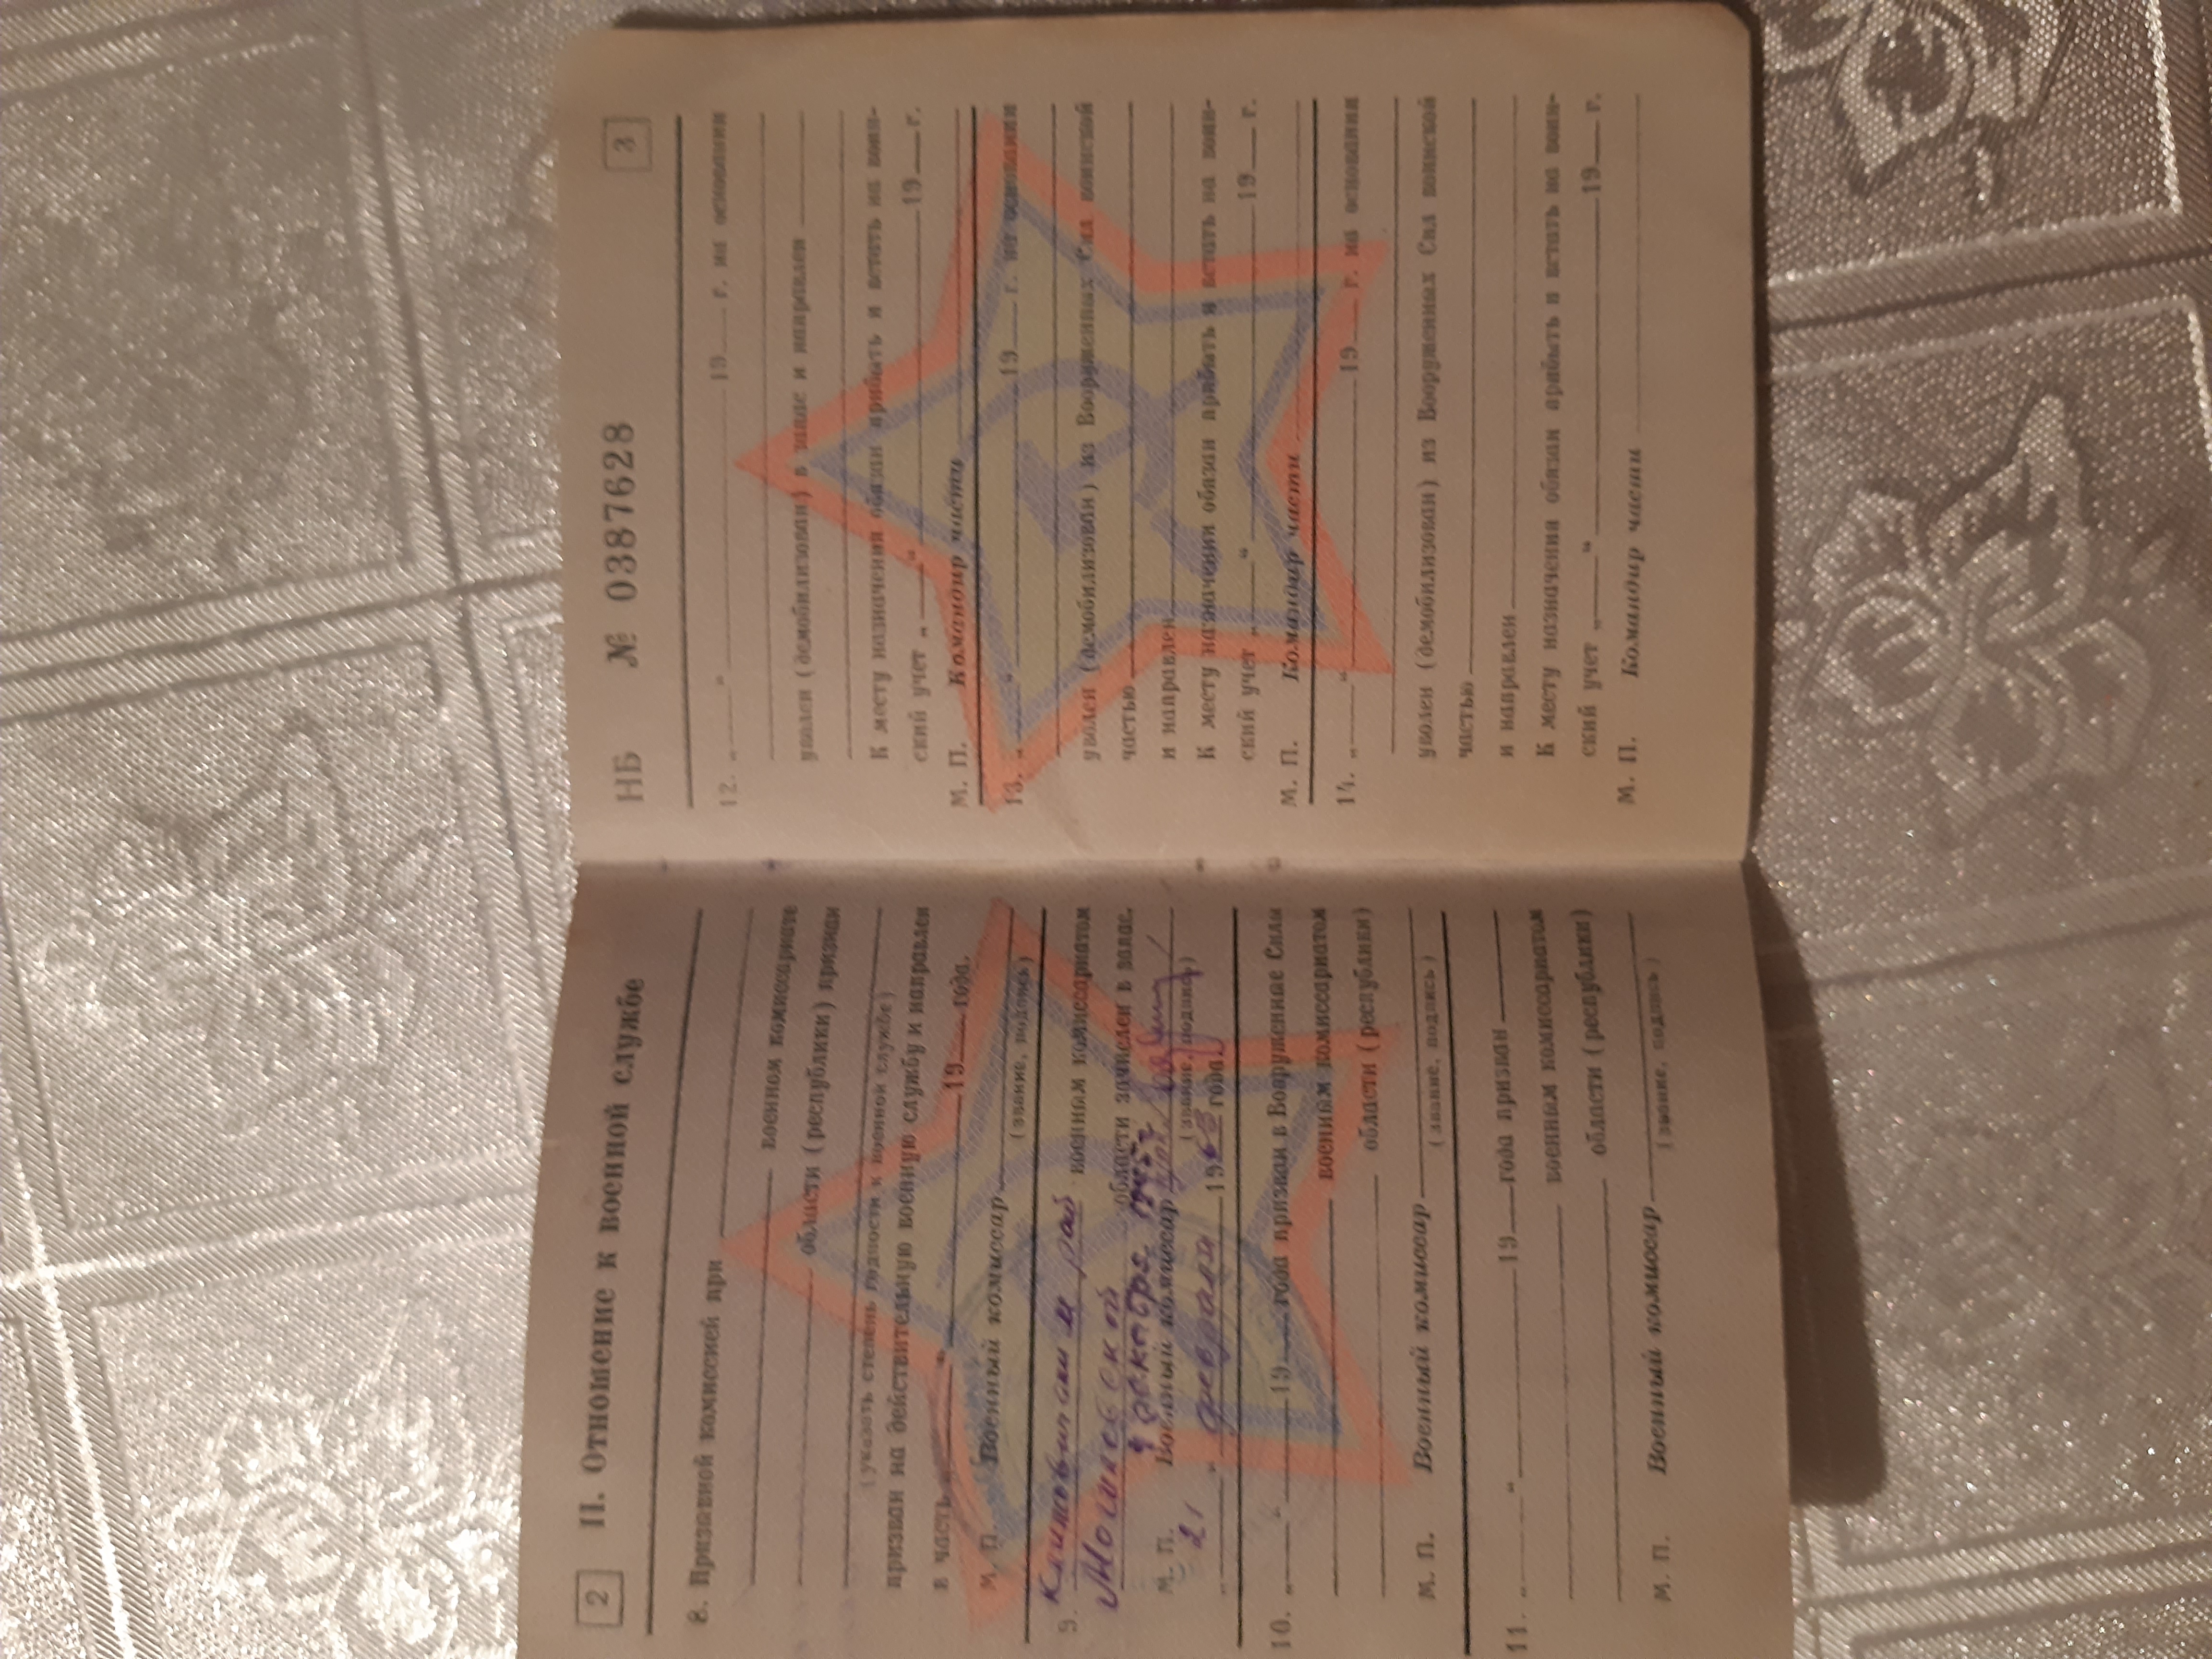 2
II. Отношение к военной службе
8. Призывной комиссией при
военном комиссариате
области (республики) признан
(указать степень годности к военной службе)
призван на действительную военную службу и направлен
в часть „ “ 19 года.
М. П. Военный комиссар
(звание, подпись)
9. Климовичским рай военным комиссариатом
Могилевской области зачислен в запас.
декабря 1945 г
М. П. Военный комиссар
(звание, подпись)
„ 21 “ февраля 1963 года.
10. „ “ 19 года призван в Вооруженные Силы
военным комиссариатом
области (республики)
М. П. Военный комиссар
(звание, подпись)
11. „ “ 19 года призван
военным комиссариатом
области (республики)
М. П. Военный комиссар
(звание, подпись)
НБ № 0387628 3
12. „ “ 19 г. на основании
уволен (демобилизован) в запас и направлен
К месту назначения обязан прибыть и встать на воин-
ский учет „ “ 19 г.
М. П. Командир части
13. „ “ 19 г. на основании
уволен (демобилизован) из Вооруженных Сил воинской
частью
и направлен
К месту назначения обязан прибыть и встать на воин-
ский учет „ “ 19 г.
М. П. Командир части
14. „ “ 19 г. на основании
уволен (демобилизован) из Вооруженных Сил воинской
частью
и направлен
К месту назначения обязан прибыть и встать на воин-
ский учет „ “ 19 г.
М. П. Командир части